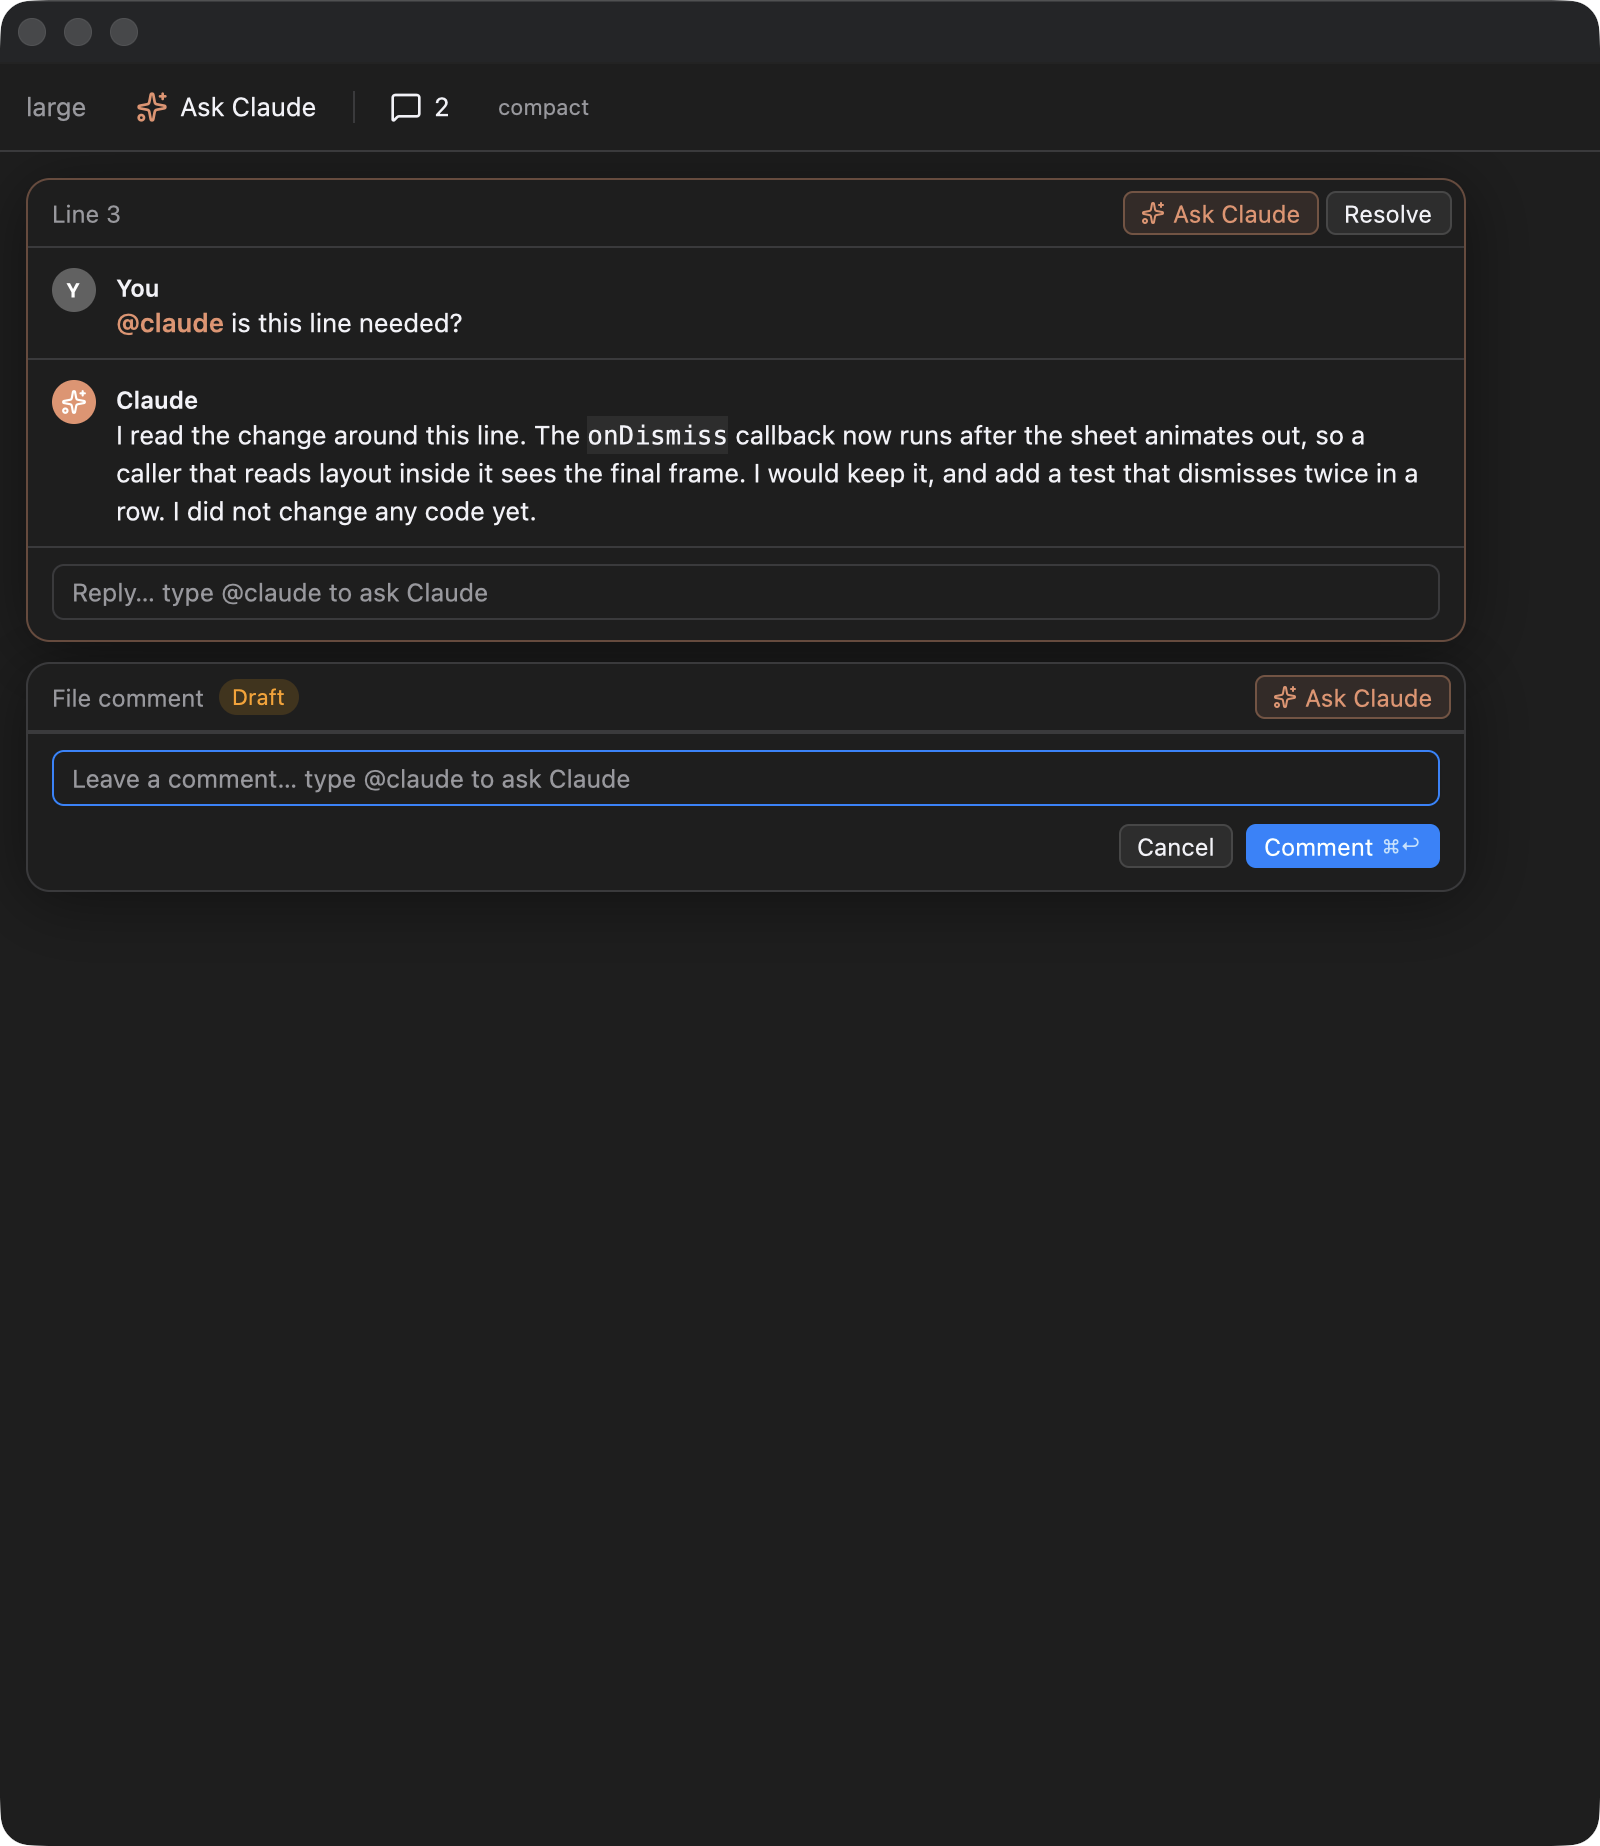 large Ask Claude 2 compact
Line 3 Ask Claude Resolve
Y You
@claude is this line needed?
Claude
I read the change around this line. The onDismiss callback now runs after the sheet animates out, so a
caller that reads layout inside it sees the final frame. I would keep it, and add a test that dismisses twice in a
row. I did not change any code yet.
Reply... type @claude to ask Claude
File comment Draft Ask Claude
Leave a comment... type @claude to ask Claude
Cancel Comment ⌘↩